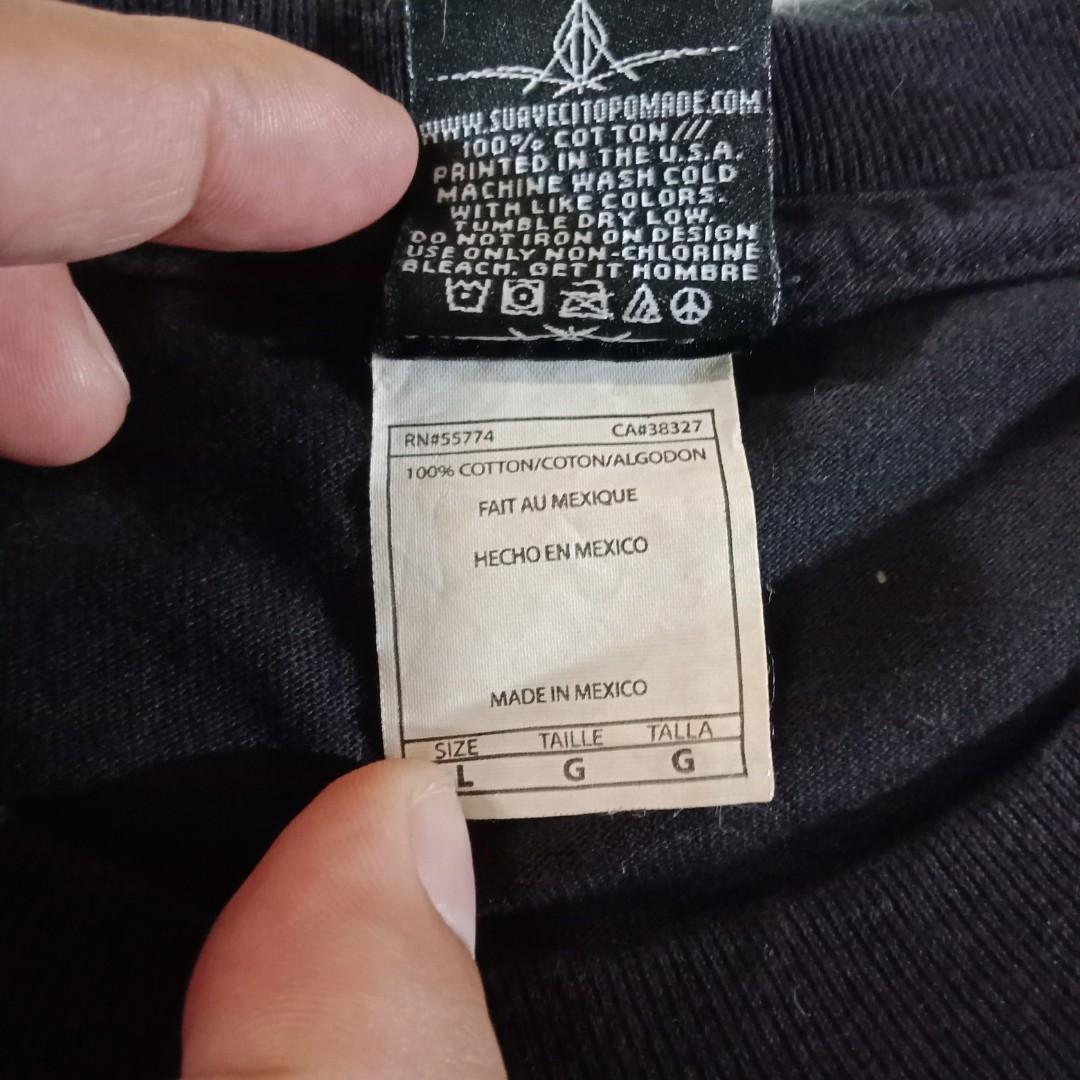 WWW.SUAVECITOPOMADE.COM
100% COTTON ///
PRINTED IN THE U.S.A.
MACHINE WASH COLD
WITH LIKE COLORS.
TUMBLE DRY LOW.
DO NOT IRON ON DESIGN
USE ONLY NON-CHLORINE
BLEACH. GET IT HOMBRE
RN#55774 CA#38327
100% COTTON/COTON/ALGODON
FAIT AU MEXIQUE
HECHO EN MEXICO
MADE IN MEXICO
SIZE TAILLE TALLA
L G G